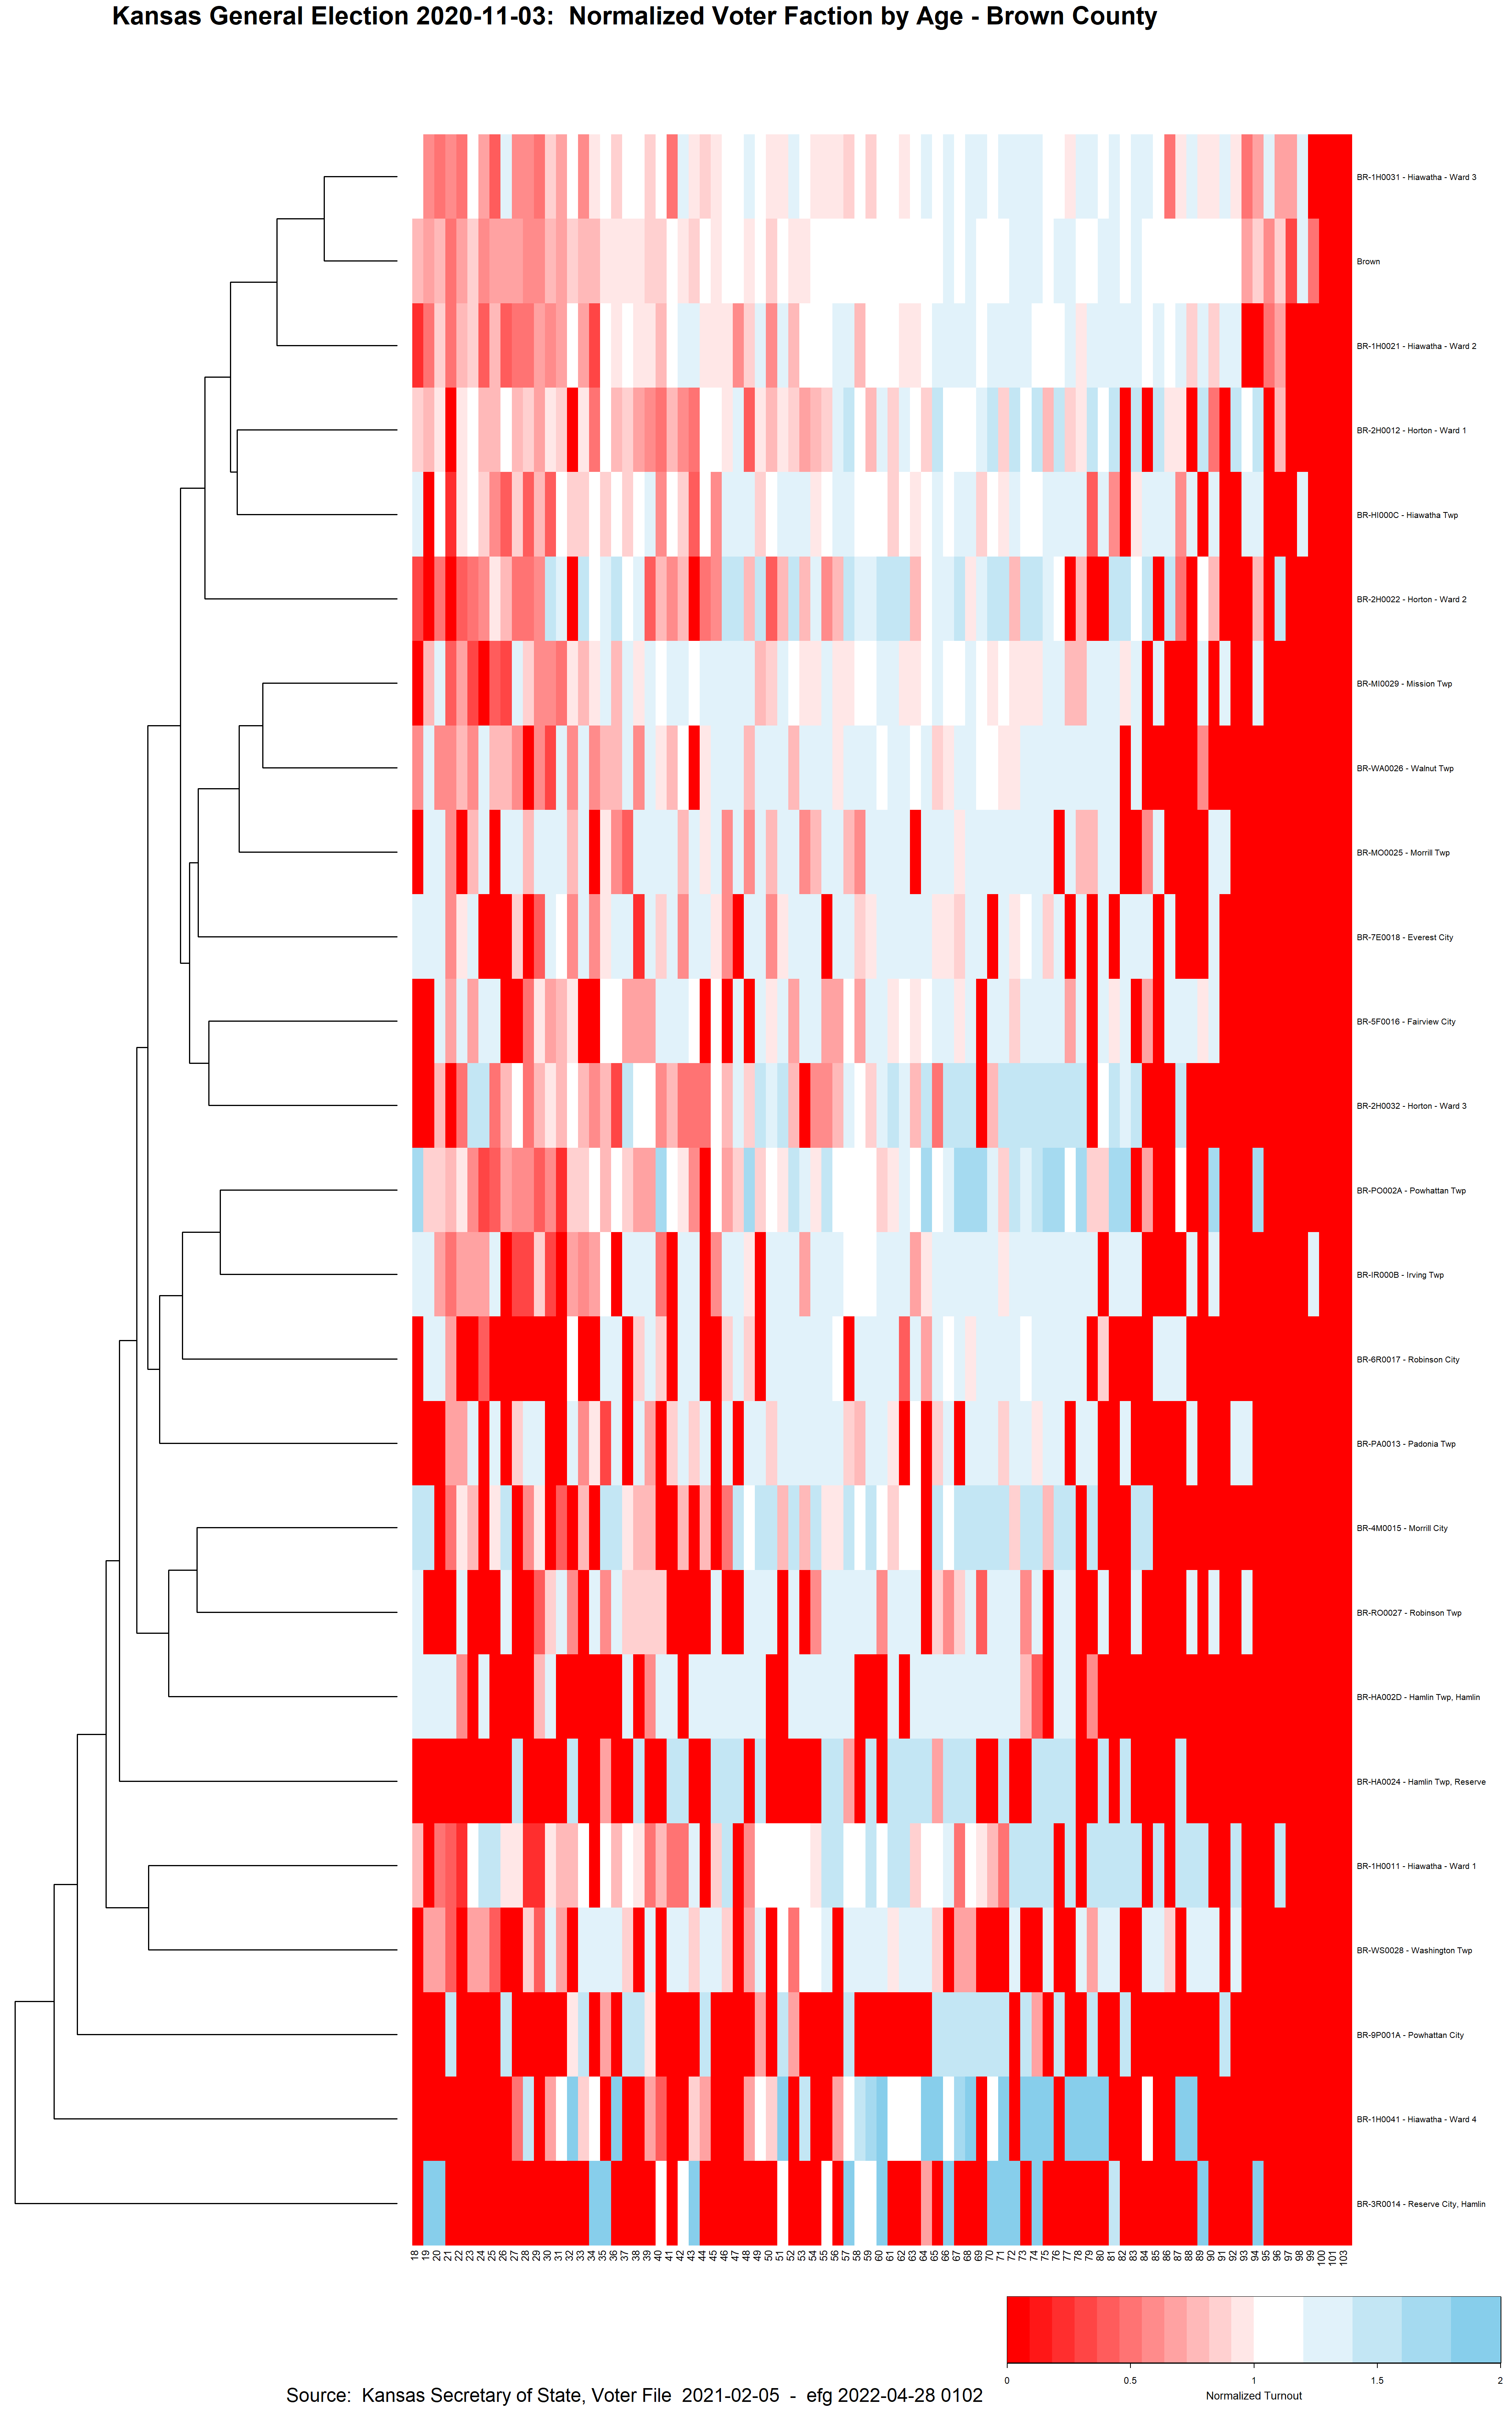 Kansas General Election 2020-11-03:  Normalized Voter Faction by Age - Brown County
BR-1H0031 - Hiawatha - Ward 3
Brown
BR-1H0021 - Hiawatha - Ward 2
BR-2H0012 - Horton - Ward 1
BR-HI000C - Hiawatha Twp
BR-2H0022 - Horton - Ward 2
BR-MI0029 - Mission Twp
BR-WA0026 - Walnut Twp
BR-MO0025 - Morrill Twp
BR-7E0018 - Everest City
BR-5F0016 - Fairview City
BR-2H0032 - Horton - Ward 3
BR-PO002A - Powhattan Twp
BR-IR000B - Irving Twp
BR-6R0017 - Robinson City
BR-PA0013 - Padonia Twp
BR-4M0015 - Morrill City
BR-RO0027 - Robinson Twp
BR-HA002D - Hamlin Twp, Hamlin
BR-HA0024 - Hamlin Twp, Reserve
BR-1H0011 - Hiawatha - Ward 1
BR-WS0028 - Washington Twp
BR-9P001A - Powhattan City
BR-1H0041 - Hiawatha - Ward 4
BR-3R0014 - Reserve City, Hamlin
18 19 20 21 22 23 24 25 26 27 28 29 30 31 32 33 34 35 36 37 38 39 40 41 42 43 44 45 46 47 48 49 50 51 52 53 54 55 56 57 58 59 60 61 62 63 64 65 66 67 68 69 70 71 72 73 74 75 76 77 78 79 80 81 82 83 84 85 86 87 88 89 90 91 92 93 94 95 96 98 99 100 101 103
0 0.5 1 1.5 2
Normalized Turnout
Source:  Kansas Secretary of State, Voter File  2021-02-05  -  efg 2022-04-28 0102